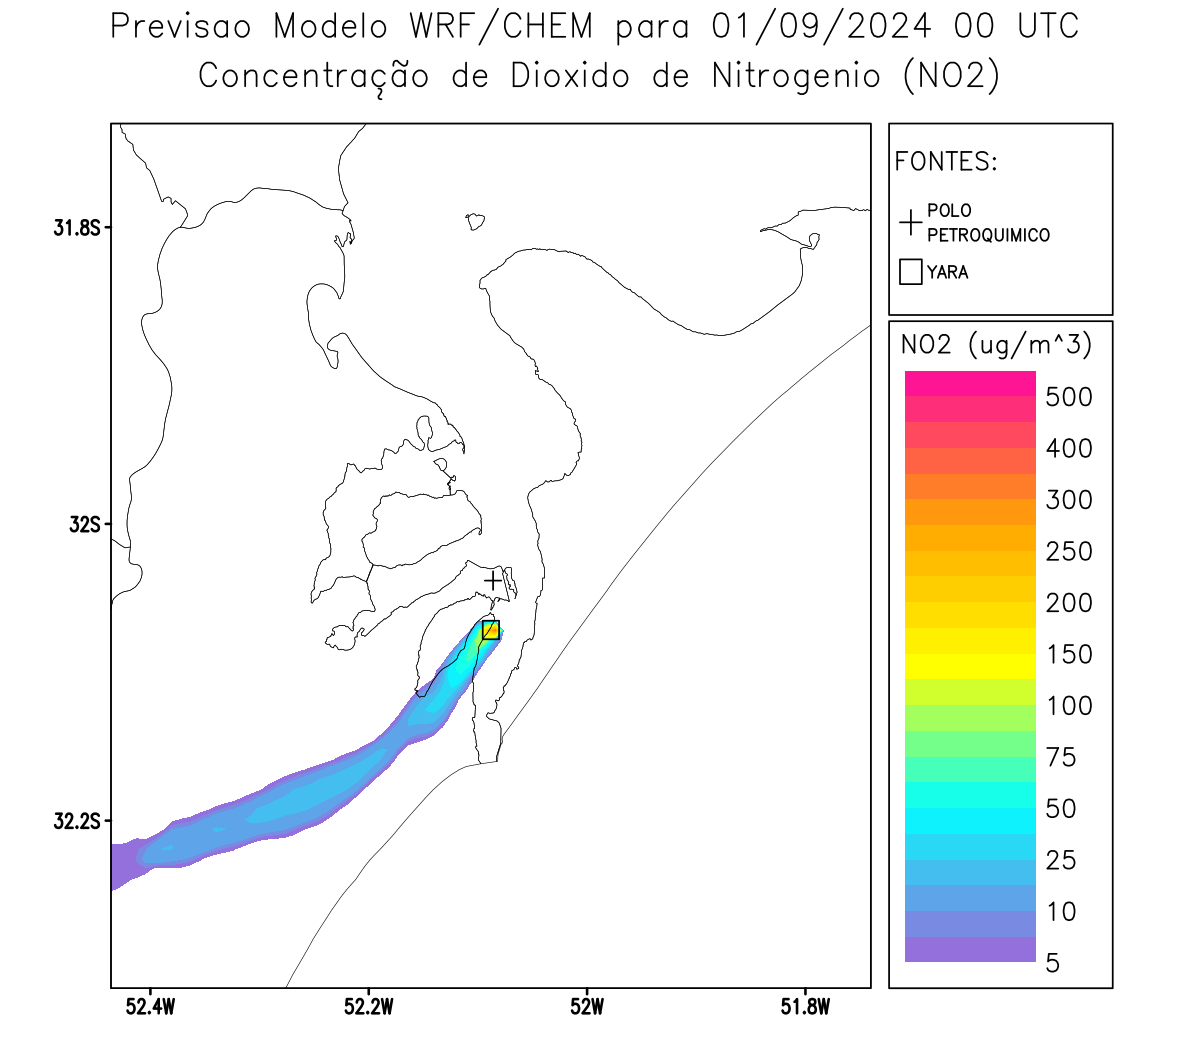 Previsao Modelo WRF/CHEM para 01/09/2024 00 UTC
Concentração de Dioxido de Nitrogenio (NO2)
FONTES:
POLO
PETROQUIMICO
YARA
NO2 (ug/m^3)
500
400
300
250
200
150
100
75
50
25
10
5
31.8S
32S
32.2S
52.4W
52.2W
52W
51.8W